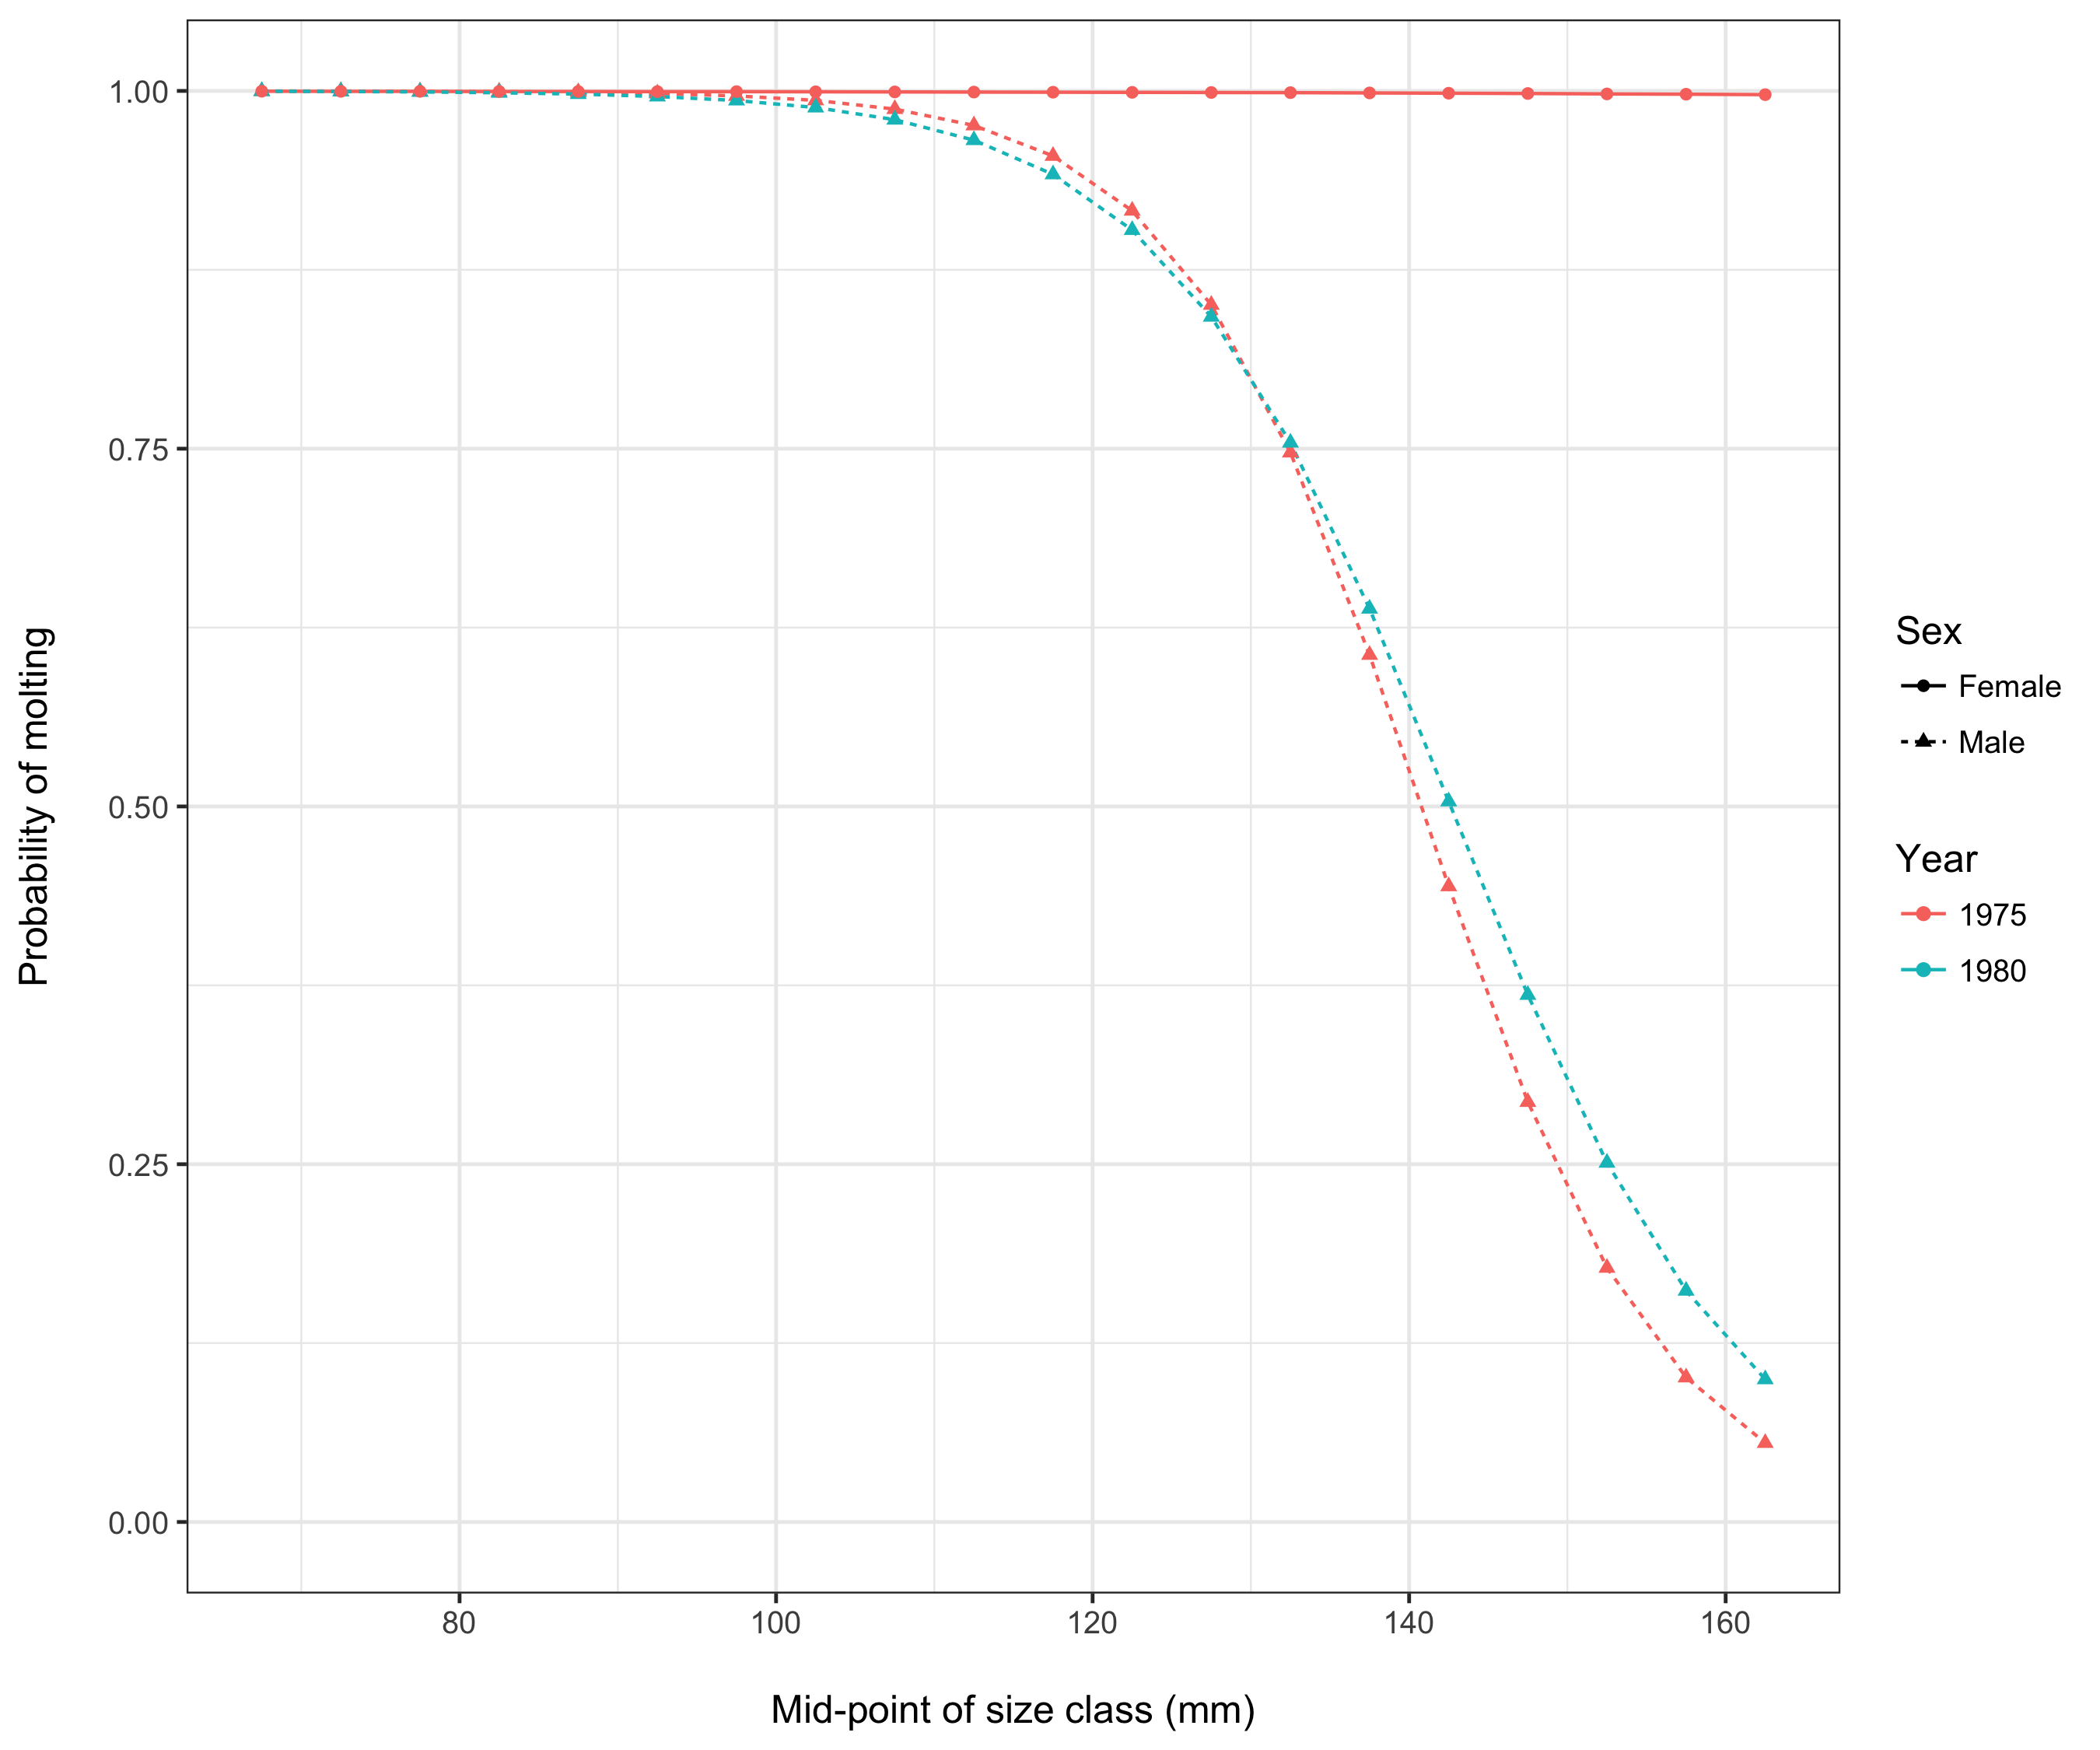 1.00
0.75
0.50
0.25
0.00
Probability of molting
80
100
120
140
160
Mid-point of size class (mm)
Sex
Female
Male
Year
1975
1980